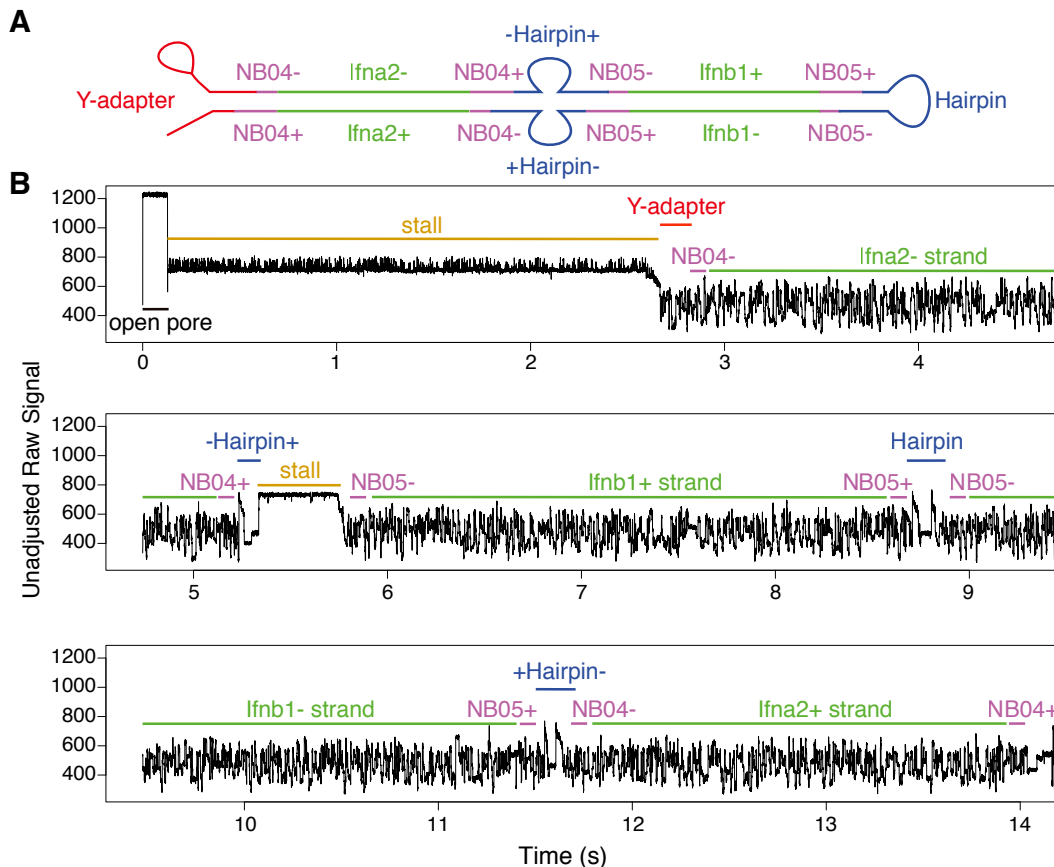 A
-Hairpin+
NB04- Ifna2- NB04+ NB05- Ifnb1+ NB05+
Y-adapter Hairpin
NB04+ Ifna2+ NB04- NB05+ Ifnb1- NB05-
+Hairpin-
B
1200
1000
800
600
400
stall
Y-adapter
NB04- Ifna2- strand
open pore
0 1 2 3 4
Unadjusted Raw Signal
1200
1000
800
600
400
-Hairpin+ Hairpin
NB04+ stall NB05- Ifnb1+ strand NB05+ NB05-
5 6 7 8 9
1200
1000
800
600
400
+Hairpin-
Ifnb1- strand NB05+ NB04- Ifna2+ strand NB04+
10 11 12 13 14
Time (s)